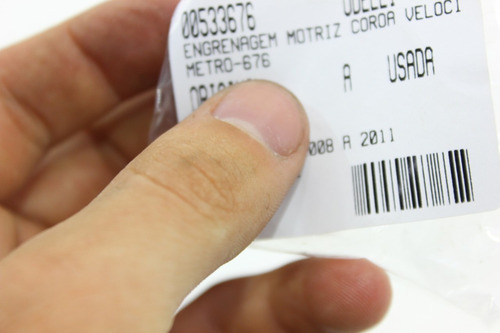 00533676
ENGRENAGEM MOTRIZ COROA VELOCI
METRO-676
A USADA
008 A 2011